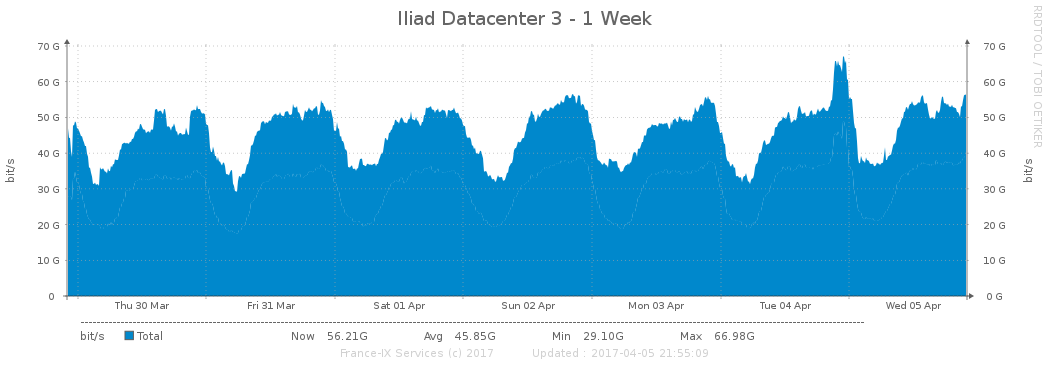 Iliad Datacenter 3 - 1 Week
RRDTOOL / TOBI OETIKER
70 G 70 G
60 G 60 G
50 G 50 G
40 G 40 G
30 G 30 G
20 G 20 G
10 G 10 G
0 0 G
bit/s bit/s
Thu 30 Mar Fri 31 Mar Sat 01 Apr Sun 02 Apr Mon 03 Apr Tue 04 Apr Wed 05 Apr
bit/s Total Now 56.21G Avg 45.85G Min 29.10G Max 66.98G
France-IX Services (c) 2017 Updated : 2017-04-05 21:55:09